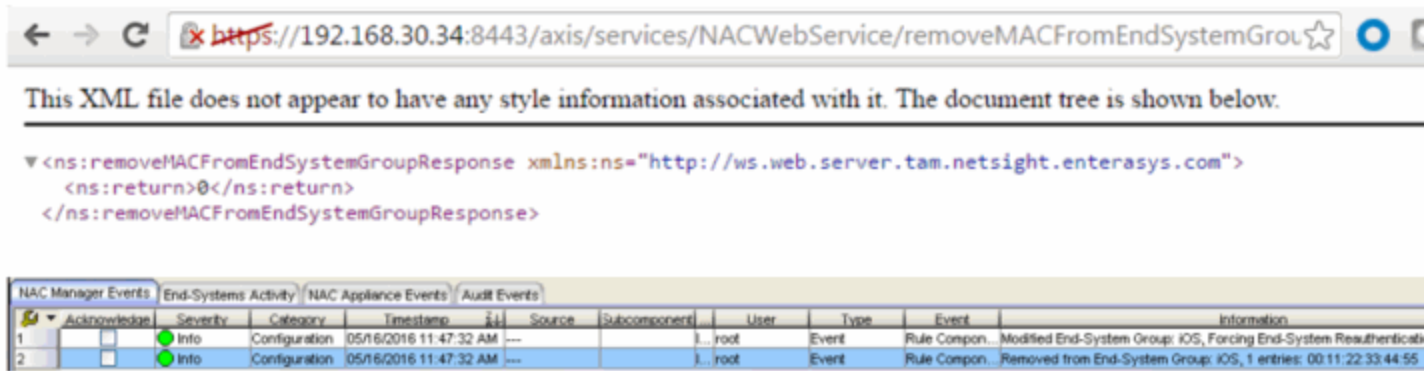 https://192.168.30.34:8443/axis/services/NACWebService/removeMACFromEndSystemGrou
This XML file does not appear to have any style information associated with it. The document tree is shown below.
▼<ns:removeMACFromEndSystemGroupResponse xmlns:ns="http://ws.web.server.tam.netsight.enterasys.com">
<ns:return>0</ns:return>
</ns:removeMACFromEndSystemGroupResponse>
NAC Manager Events End-Systems Activity NAC Appliance Events Audit Events
Acknowledge Severity Category Timestamp Source Subcomponent User Type Event Information
1 Info Configuration 05/16/2016 11:47:32 AM --- I... root Event Rule Compon... Modified End-System Group: iOS, Forcing End-System Reauthenticati
2 Info Configuration 05/16/2016 11:47:32 AM --- I... root Event Rule Compon... Removed from End-System Group: iOS, 1 entries: 00:11:22:33:44:55